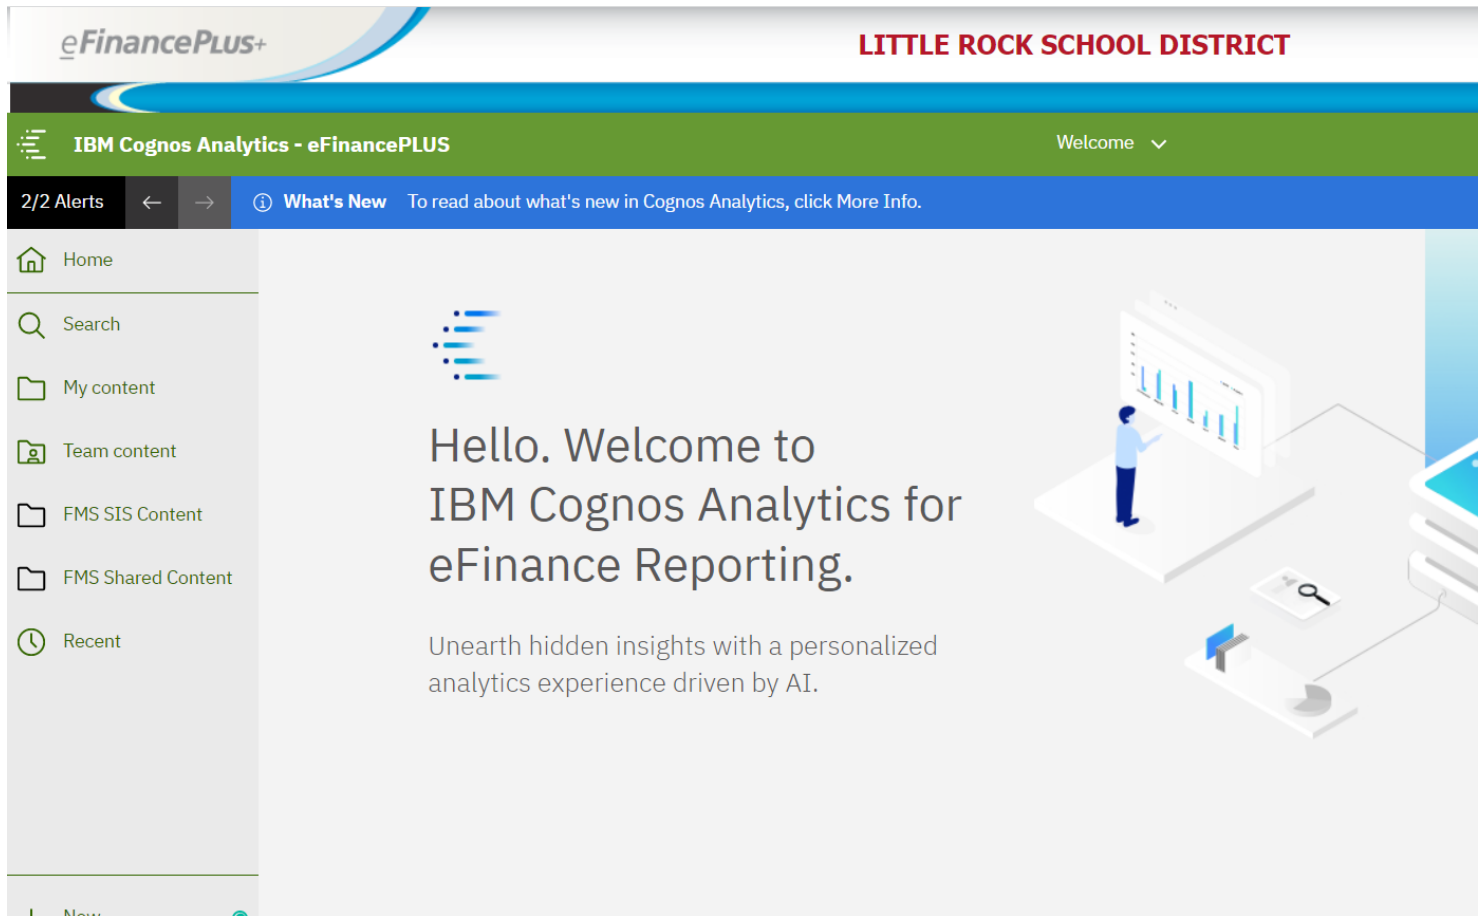 eFinancePLUS+
LITTLE ROCK SCHOOL DISTRICT
IBM Cognos Analytics - eFinancePLUS
Welcome
2/2 Alerts
What's New To read about what's new in Cognos Analytics, click More Info.
Home
Search
My content
Team content
FMS SIS Content
FMS Shared Content
Recent
Hello. Welcome to
IBM Cognos Analytics for
eFinance Reporting.
Unearth hidden insights with a personalized
analytics experience driven by AI.
New